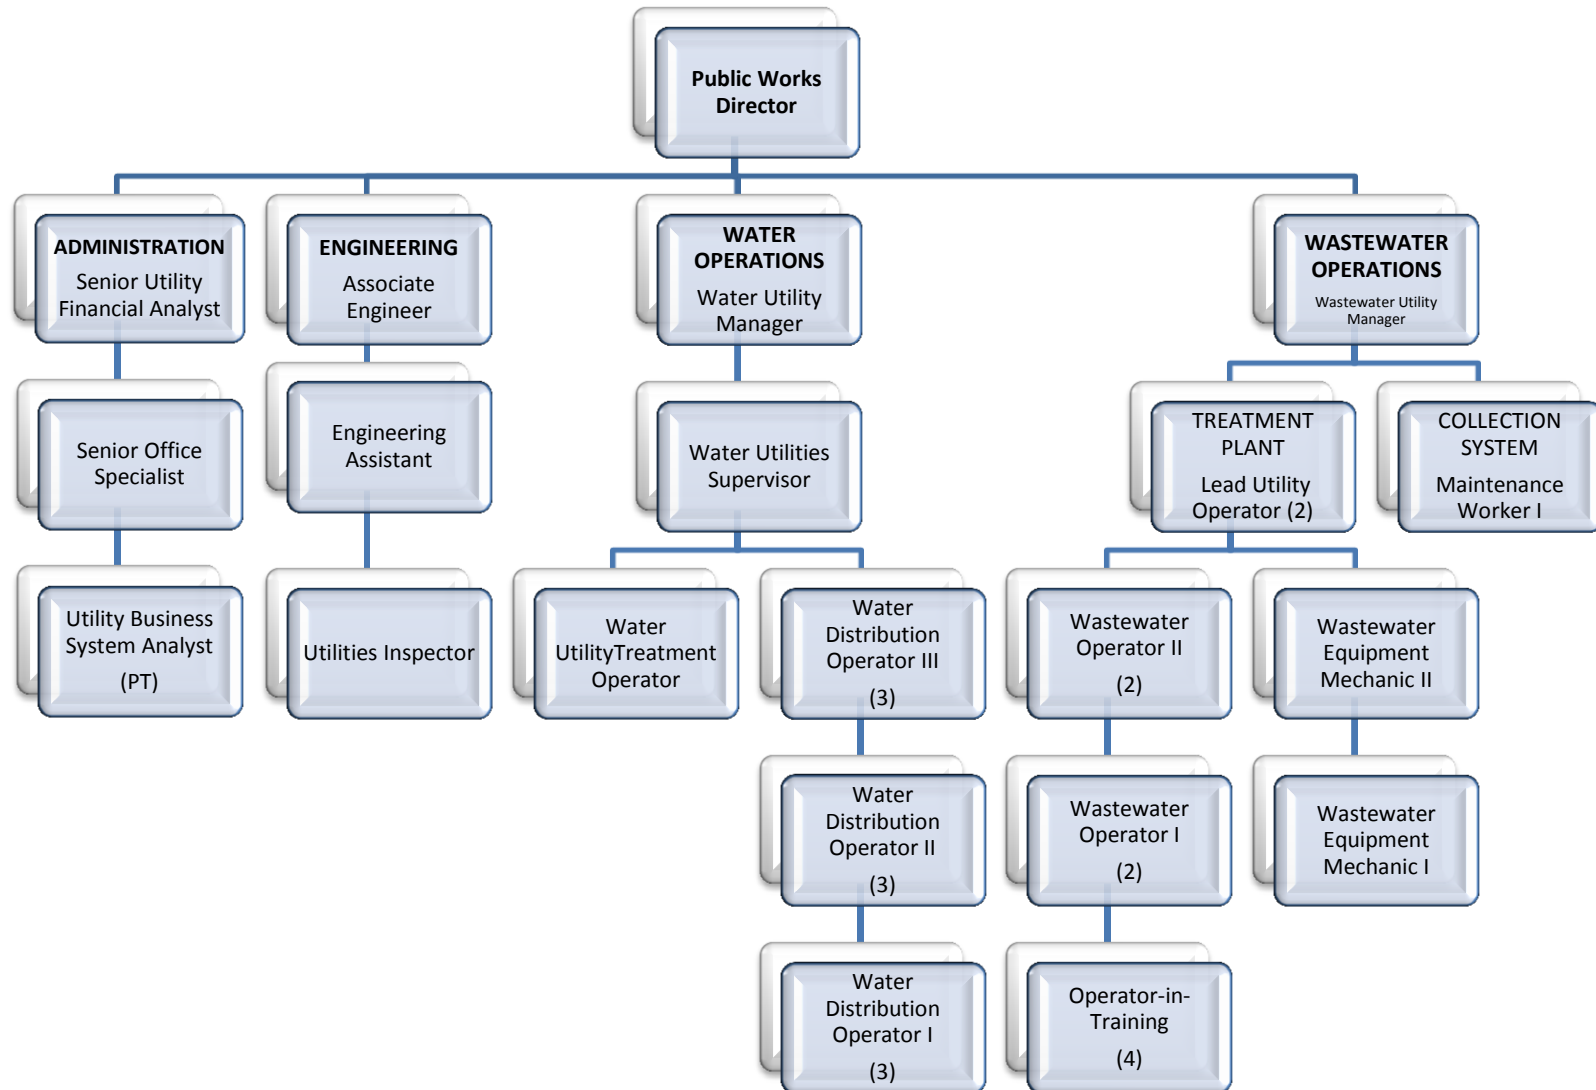 Public Works
Director
ADMINISTRATION
Senior Utility
Financial Analyst
ENGINEERING
Associate
Engineer
WATER
OPERATIONS
Water Utility
Manager
WASTEWATER
OPERATIONS
Wastewater Utility
Manager
Senior Office
Specialist
Engineering
Assistant
Water Utilities
Supervisor
TREATMENT
PLANT
Lead Utility
Operator (2)
COLLECTION
SYSTEM
Maintenance
Worker I
Utility Business
System Analyst
(PT)
Utilities Inspector
Water
UtilityTreatment
Operator
Water
Distribution
Operator III
(3)
Wastewater
Operator II
(2)
Wastewater
Equipment
Mechanic II
Water
Distribution
Operator II
(3)
Wastewater
Operator I
(2)
Wastewater
Equipment
Mechanic I
Water
Distribution
Operator I
(3)
Operator-in-
Training
(4)